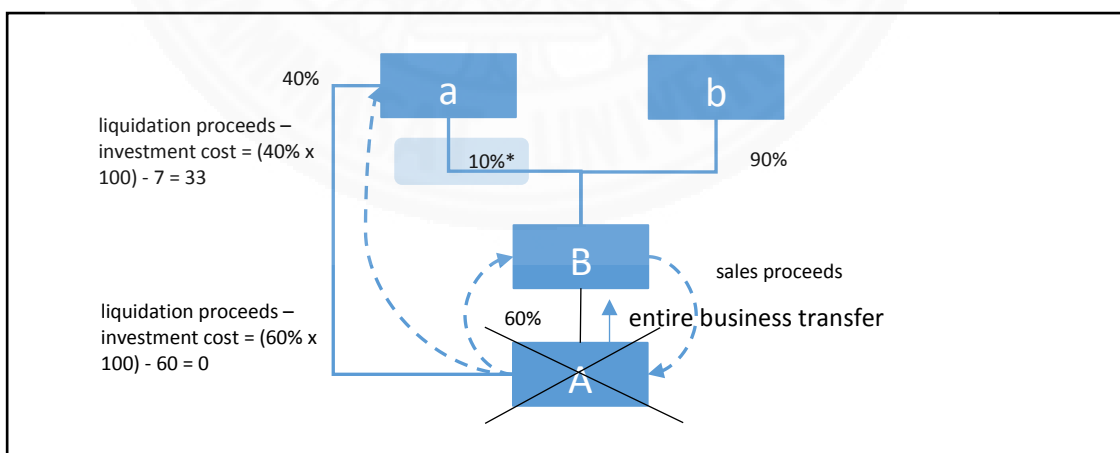 a
b
40%
liquidation proceeds –
investment cost = (40% x
100) - 7 = 33
10%*
90%
B
sales proceeds
liquidation proceeds –
investment cost = (60% x
100) - 60 = 0
60%
entire business transfer
A